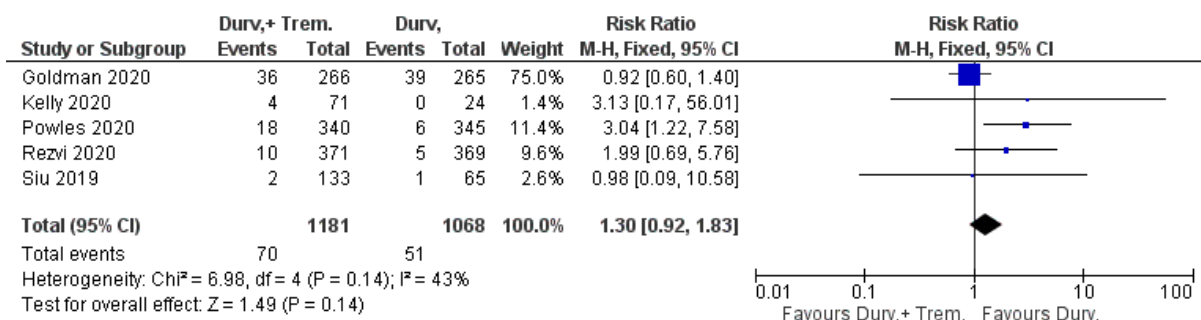 Durv,+ Trem. Durv, Risk Ratio Risk Ratio
Study or Subgroup Events Total Events Total Weight M-H, Fixed, 95% CI M-H, Fixed, 95% CI
Goldman 2020 36 266 39 265 75.0% 0.92 [0.60, 1.40]
Kelly 2020 4 71 0 24 1.4% 3.13 [0.17, 56.01]
Powles 2020 18 340 6 345 11.4% 3.04 [1.22, 7.58]
Rezvi 2020 10 371 5 369 9.6% 1.99 [0.69, 5.76]
Siu 2019 2 133 1 65 2.6% 0.98 [0.09, 10.58]
Total (95% CI) 1181 1068 100.0% 1.30 [0.92, 1.83]
Total events 70 51
Heterogeneity: Chi² = 6.98, df = 4 (P = 0.14); I² = 43%
Test for overall effect: Z = 1.49 (P = 0.14)
0.01 0.1 1 10 100
Favours Durv,+ Trem. Favours Durv,